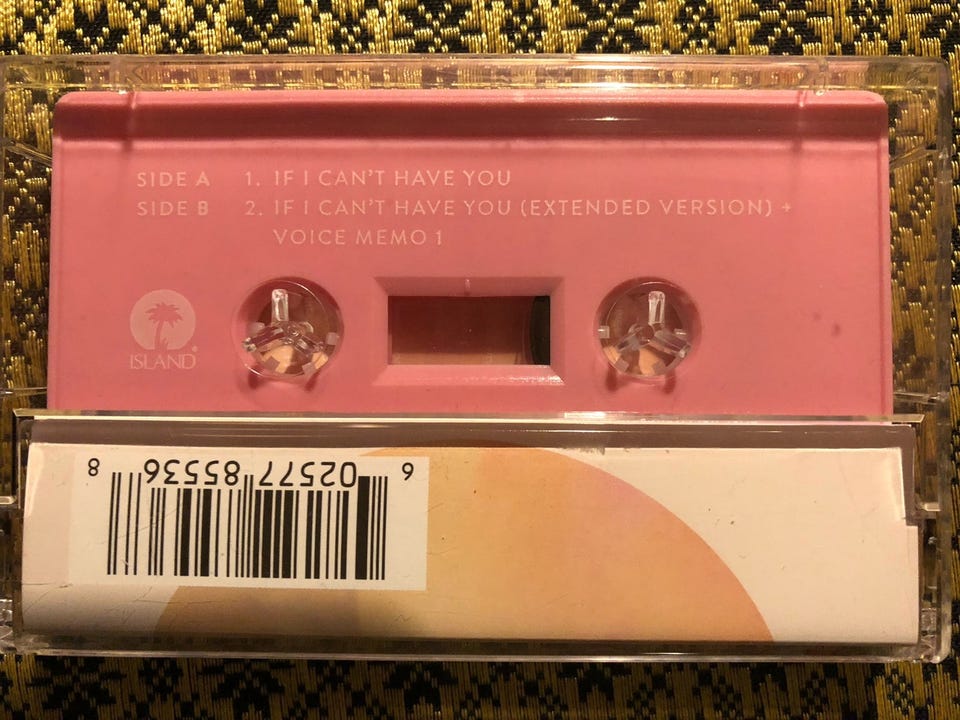 SIDE A 1. IF I CAN'T HAVE YOU
SIDE B 2. IF I CAN'T HAVE YOU (EXTENDED VERSION) +
VOICE MEMO 1
ISLAND
6 02577 85536 8